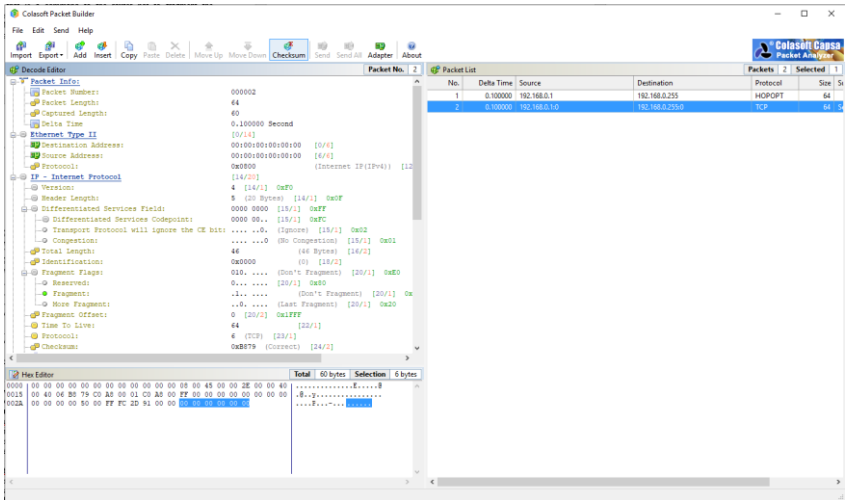 Colasoft Packet Builder
File Edit Send Help
Import Export Add Insert Copy Paste Delete Move Up Move Down Checksum Send Send All Adapter About
Colasoft Capsa
Packet Analyzer
Decode Editor Packet No. 2
Packet Info:
Packet Number: 000002
Packet Length: 64
Captured Length: 60
Delta Time 0.100000 Second
Ethernet Type II [0/14]
Destination Address: 00:00:00:00:00:00 [0/6]
Source Address: 00:00:00:00:00:00 [6/6]
Protocol: 0x0800 (Internet IP(IPv4)) [12
IP - Internet Protocol [14/20]
Version: 4 [14/1] 0xF0
Header Length: 5 (20 Bytes) [14/1] 0x0F
Differentiated Services Field: 0000 0000 [15/1] 0xFF
Differentiated Services Codepoint: 0000 00.. [15/1] 0xFC
Transport Protocol will ignore the CE bit: .... ..0. (Ignore) [15/1] 0x02
Congestion: .... ...0 (No Congestion) [15/1] 0x01
Total Length: 46 (46 Bytes) [16/2]
Identification: 0x0000 (0) [18/2]
Fragment Flags: 010. .... (Don't Fragment) [20/1] 0xE0
Reserved: 0... .... [20/1] 0x80
Fragment: .1.. .... (Don't Fragment) [20/1] 0x
More Fragment: ..0. .... (Last Fragment) [20/1] 0x20
Fragment Offset: 0 [20/2] 0x1FFF
Time To Live: 64 [22/1]
Protocol: 6 (TCP) [23/1]
Checksum: 0xB879 (Correct) [24/2]
Hex Editor Total 60 bytes Selection 6 bytes
0000 00 00 00 00 00 00 00 00 00 00 00 00 08 00 45 00 00 2E 00 00 40 ..............E.....@
0015 00 40 06 B8 79 C0 A8 00 01 C0 A8 00 FF 00 00 00 00 00 00 00 00 .@..y................
002A 00 00 00 00 50 00 FF FC 2D 91 00 00 00 00 00 00 00 00 ....P...-.........
Packet List Packets 2 Selected 1
No. Delta Time Source Destination Protocol Size
1 0.100000 192.168.0.1 192.168.0.255 HOPOPT 64
2 0.100000 192.168.0.1:0 192.168.0.255:0 TCP 64